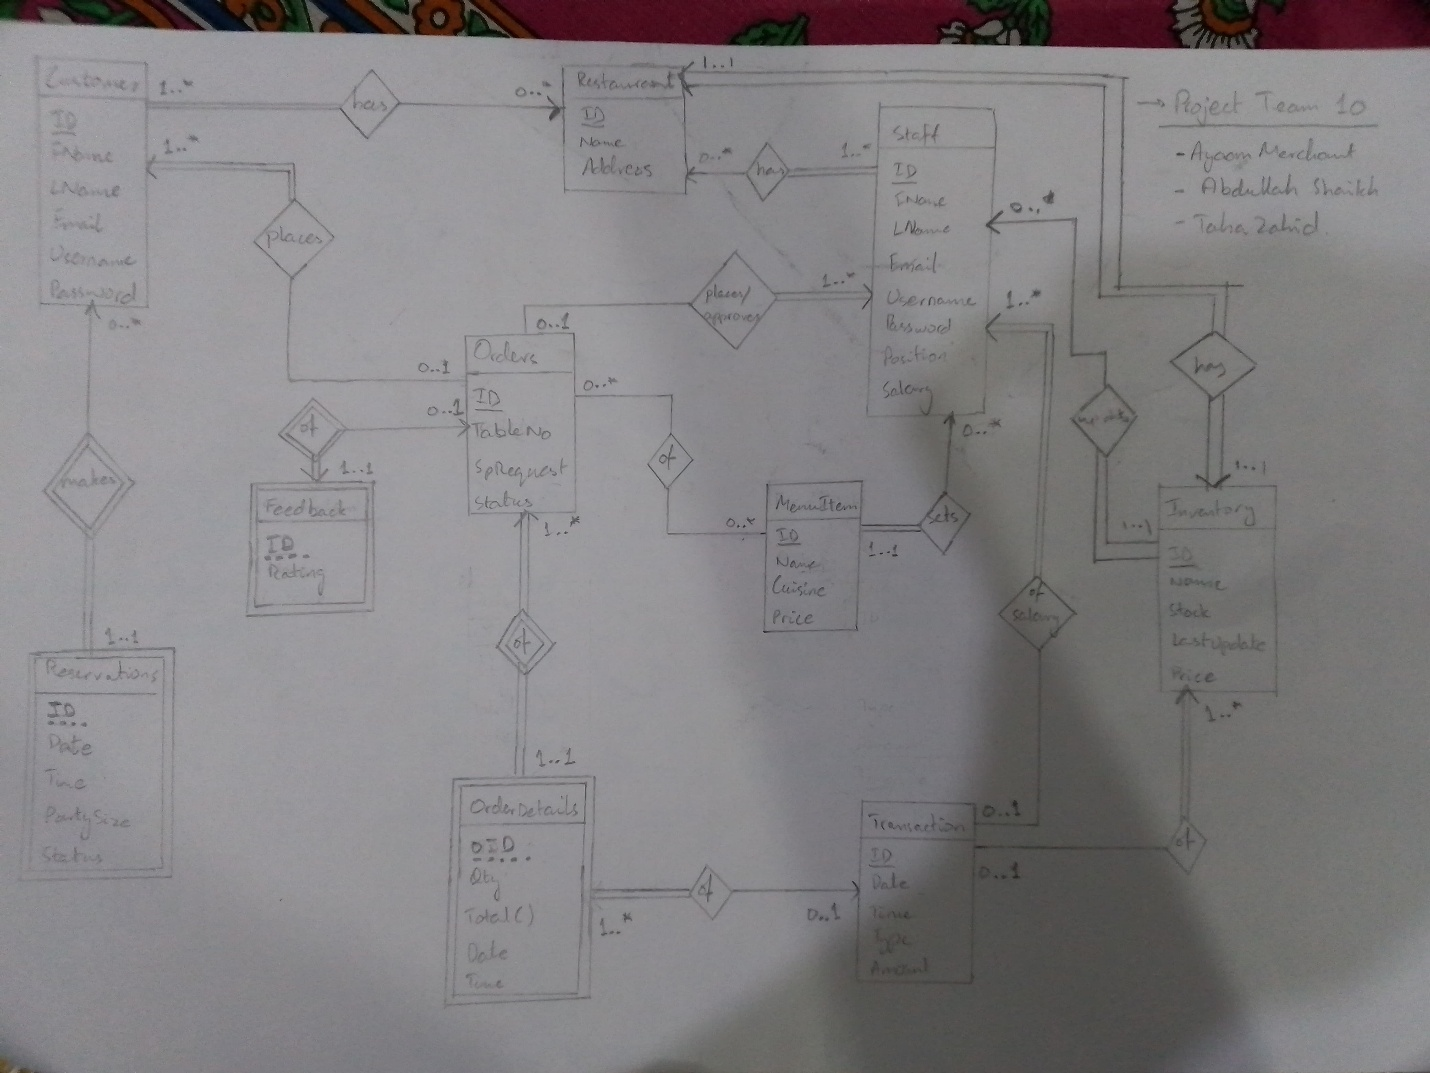 Customer
ID
FName
LName
Email
Username
Password
1..*
has
0..*
Restaurant
ID
Name
Address
1..1
→ Project Team 10
- Ayaan Merchant
- Abdullah Shaikh
- Taha Zahid.
1..*
places
0..1
0..*
has
1..*
Staff
ID
FName
LName
Email
Username
Password
Position
Salary
0..*
1..*
0..*
places/
approves
1..*
0..1
Orders
ID
TableNo
SpRequest
Status
0..*
of
0..*
has
1..1
0..*
makes
1..1
of
0..1
1..1
Feedback
ID
Rating
MenuItem
ID
Name
Cuisine
Price
1..1
sets
1..1
Inventory
ID
Name
Stock
LastUpdate
Price
1..*
1..*
of
1..1
of
salary
0..1
Reservations
ID
Date
Time
PartySize
Status
OrderDetails
OID
Qty
Total()
Date
Time
1..*
of
0..1
Transaction
ID
Date
Time
Type
Amount
0..1
of